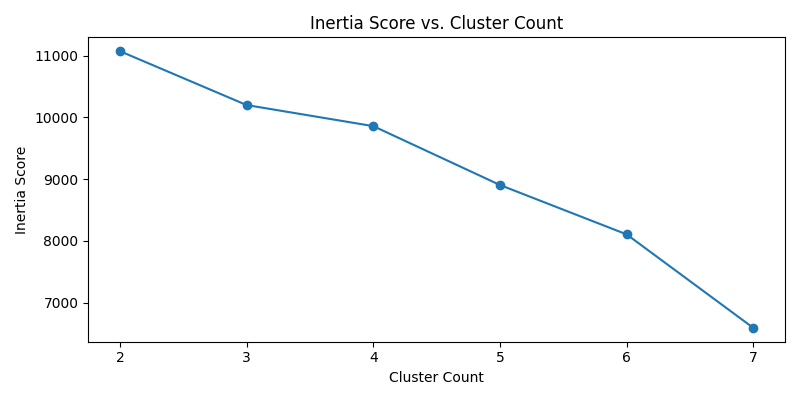 Inertia Score vs. Cluster Count
11000
10000
9000
8000
7000
Inertia Score
2 3 4 5 6 7
Cluster Count